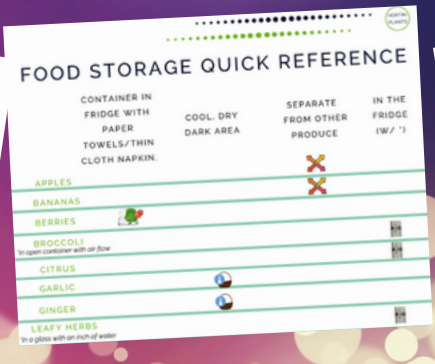 HORTIKI
PLANTS
FOOD STORAGE QUICK REFERENCE
CONTAINER IN
FRIDGE WITH
PAPER
TOWELS/THIN
CLOTH NAPKIN.
COOL, DRY
DARK AREA
SEPARATE
FROM OTHER
PRODUCE
IN THE
FRIDGE
(W/ *)
APPLES
BANANAS
BERRIES
BROCCOLI
*in open container with air flow
CITRUS
GARLIC
GINGER
LEAFY HERBS
*in a glass with an inch of water